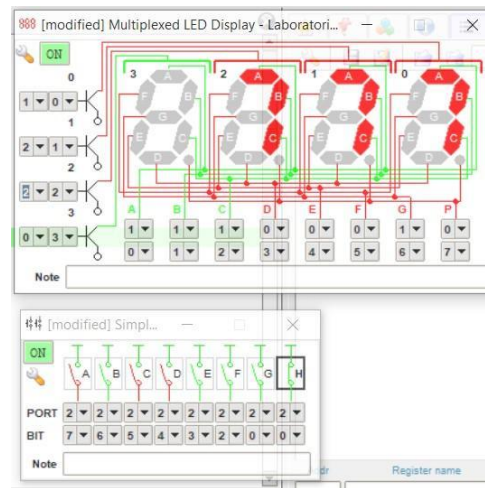 [modified] Multiplexed LED Display - Laboratori...
ON
0
3 2 1 0
A A A A
F B F B F B F B
1 0
1
G G G G
2 1
E C E C E C E C
2
D D D D
2 2
3
A B C D E F G P
0 3
1 1 1 0 0 0 1 0
0 1 2 3 4 5 6 7
Note
[modified] Simpl...
ON
A B C D E F G H
PORT 2 2 2 2 2 2 2 2
BIT 7 6 5 4 3 2 0 0
Note
Register name